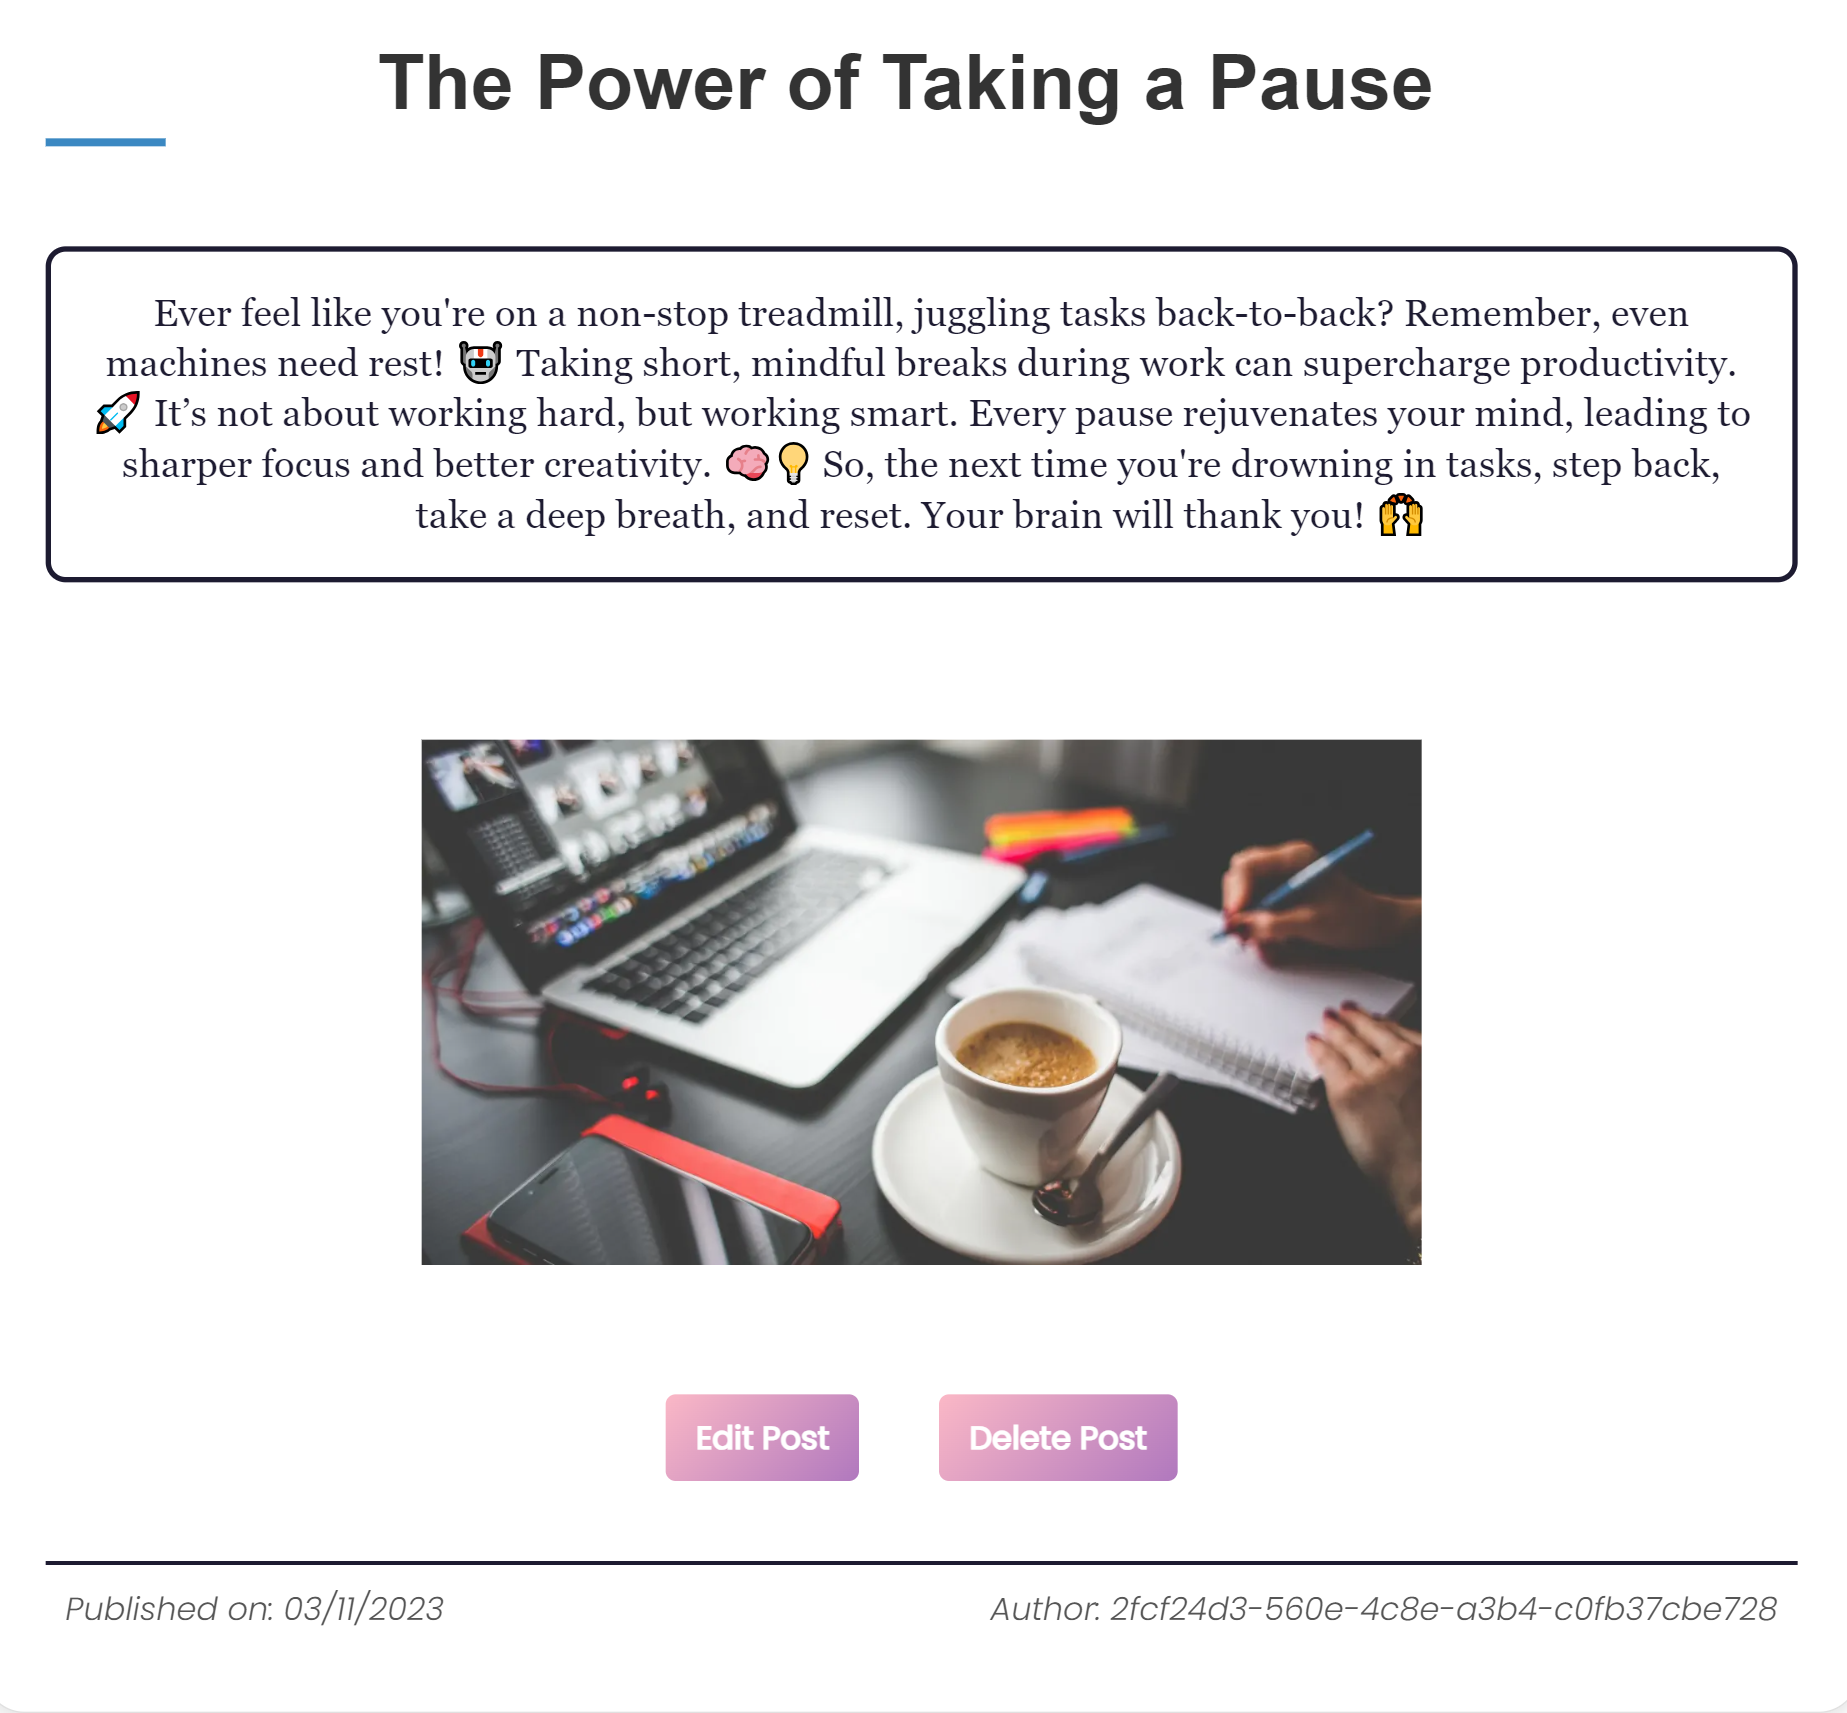 The Power of Taking a Pause
Ever feel like you're on a non-stop treadmill, juggling tasks back-to-back? Remember, even
machines need rest! 🤖 Taking short, mindful breaks during work can supercharge productivity.
🚀 It’s not about working hard, but working smart. Every pause rejuvenates your mind, leading to
sharper focus and better creativity. 🧠💡 So, the next time you're drowning in tasks, step back,
take a deep breath, and reset. Your brain will thank you! 🙌
Edit Post
Delete Post
Published on: 03/11/2023
Author: 2fcf24d3-560e-4c8e-a3b4-c0fb37cbe728